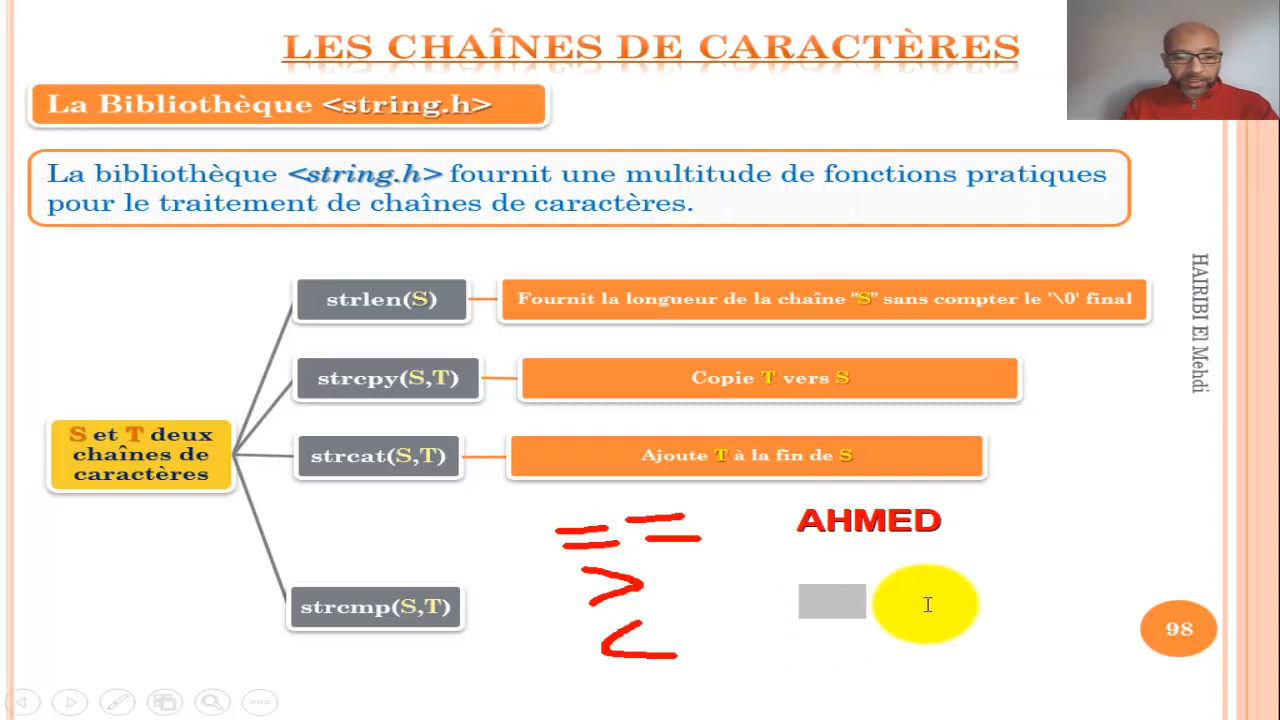 LES CHAÎNES DE CARACTÈRES
La Bibliothèque <string.h>
La bibliothèque <string.h> fournit une multitude de fonctions pratiques
pour le traitement de chaînes de caractères.
strlen(S)
Fournit la longueur de la chaîne "S" sans compter le '\0' final
strcpy(S,T)
Copie T vers S
S et T deux
chaînes de
caractères
strcat(S,T)
Ajoute T à la fin de S
strcmp(S,T)
==
>
<
AHMED
HAIRIBI El Mehdi
98